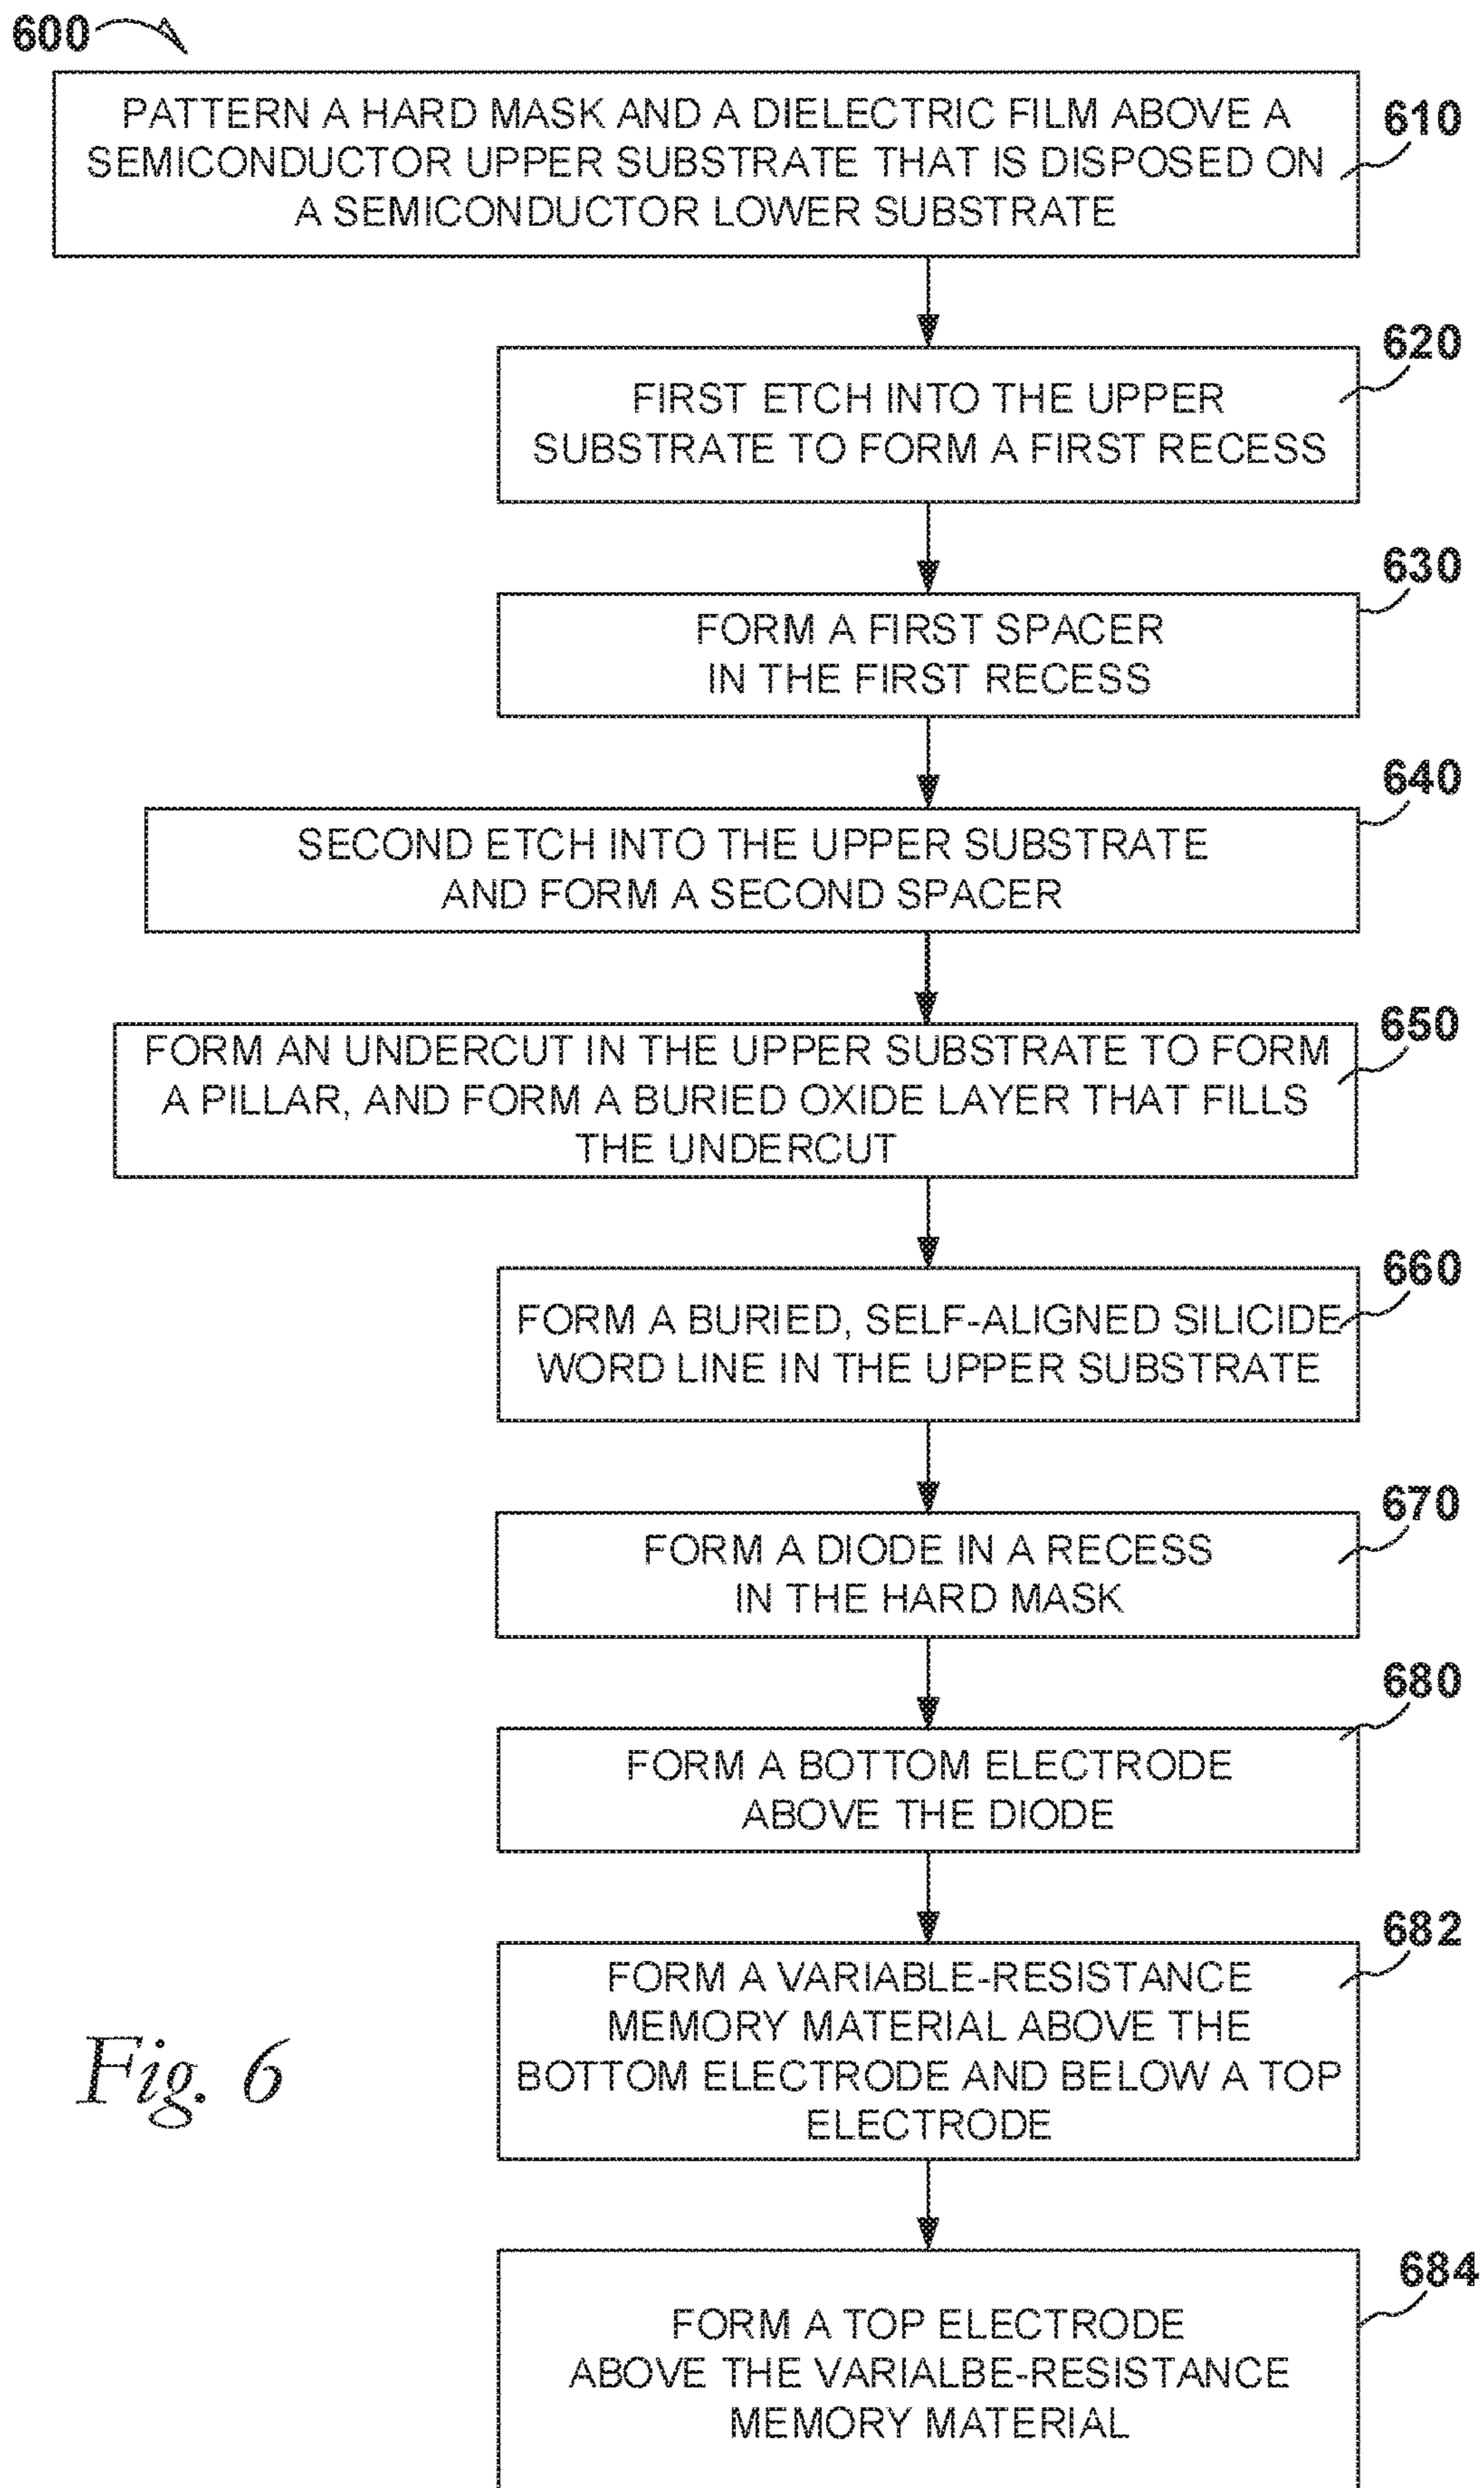 600
PATTERN A HARD MASK AND A DIELECTRIC FILM ABOVE A
SEMICONDUCTOR UPPER SUBSTRATE THAT IS DISPOSED ON
A SEMICONDUCTOR LOWER SUBSTRATE
610
FIRST ETCH INTO THE UPPER
SUBSTRATE TO FORM A FIRST RECESS
620
FORM A FIRST SPACER
IN THE FIRST RECESS
630
SECOND ETCH INTO THE UPPER SUBSTRATE
AND FORM A SECOND SPACER
640
FORM AN UNDERCUT IN THE UPPER SUBSTRATE TO FORM
A PILLAR, AND FORM A BURIED OXIDE LAYER THAT FILLS
THE UNDERCUT
650
FORM A BURIED, SELF-ALIGNED SILICIDE
WORD LINE IN THE UPPER SUBSTRATE
660
FORM A DIODE IN A RECESS
IN THE HARD MASK
670
FORM A BOTTOM ELECTRODE
ABOVE THE DIODE
680
FORM A VARIABLE-RESISTANCE
MEMORY MATERIAL ABOVE THE
BOTTOM ELECTRODE AND BELOW A TOP
ELECTRODE
682
FORM A TOP ELECTRODE
ABOVE THE VARIALBE-RESISTANCE
MEMORY MATERIAL
684
Fig. 6